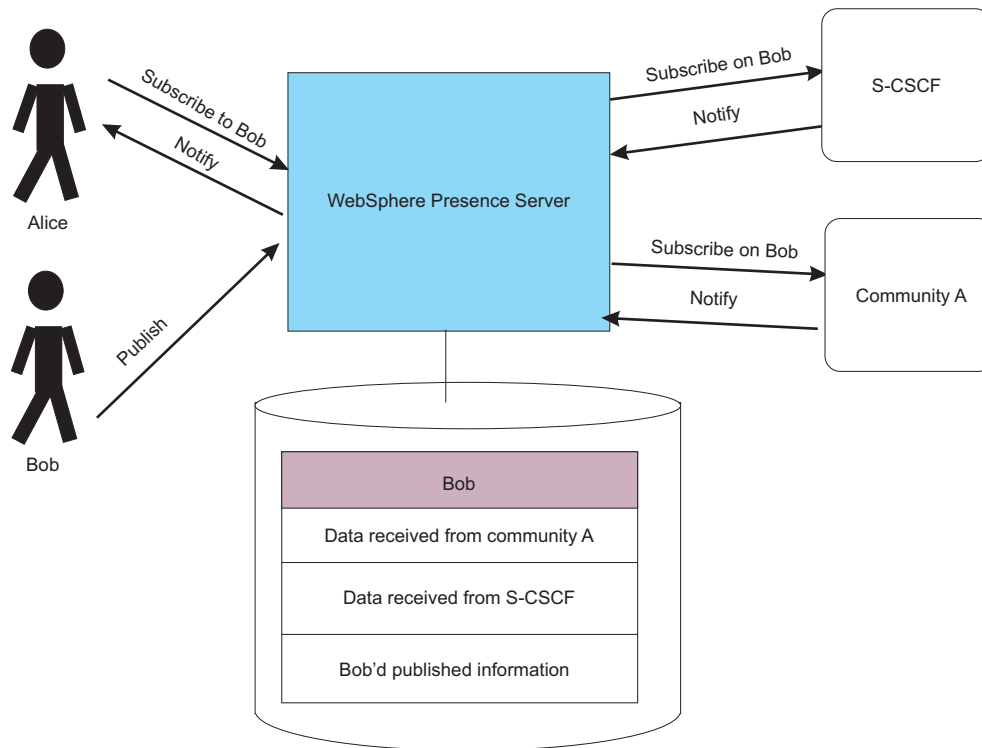 Subscribe to Bob
Notify
Alice
Publish
Bob
WebSphere Presence Server
Subscribe on Bob
Notify
S-CSCF
Subscribe on Bob
Notify
Community A
Bob
Data received from community A
Data received from S-CSCF
Bob’d published information